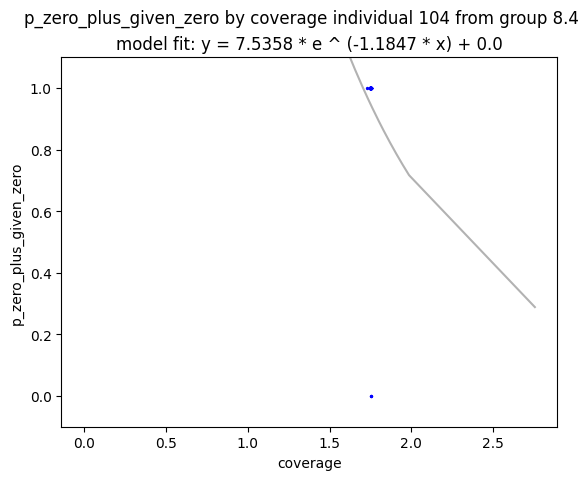 p_zero_plus_given_zero by coverage individual 104 from group 8.4
model fit: y = 7.5358 * e ^ (-1.1847 * x) + 0.0
1.0
0.8
0.6
0.4
0.2
0.0
p_zero_plus_given_zero
0.0 0.5 1.0 1.5 2.0 2.5
coverage